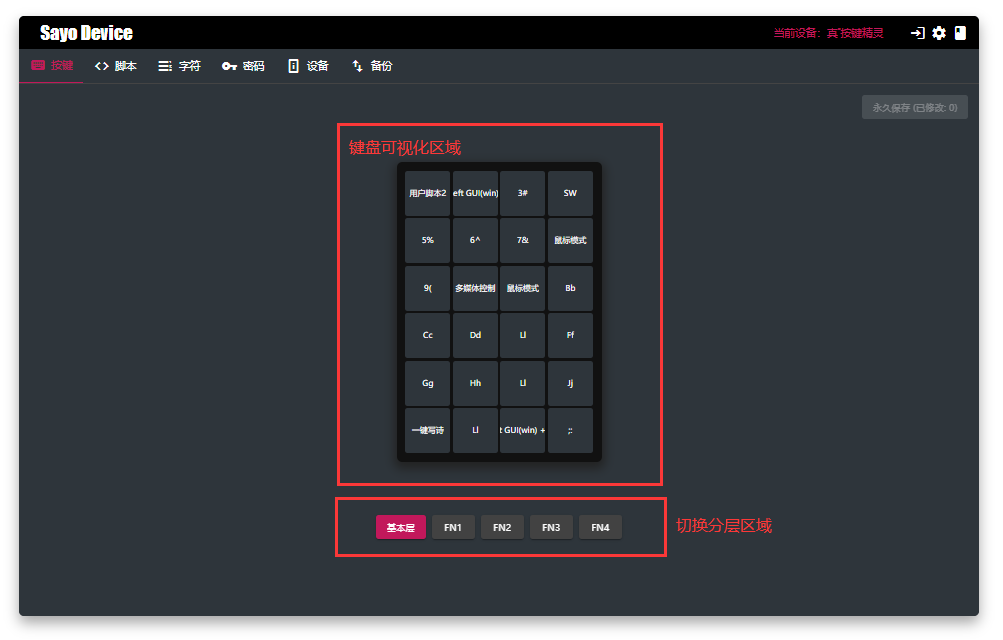 Sayo Device
当前设备：真"按键精灵
按键 脚本 字符 密码 设备 备份
永久保存 (已修改: 0)
键盘可视化区域
用户脚本2 eft GUI(win) 3# SW
5% 6^ 7& 鼠标模式
9( 多媒体控制 鼠标模式 Bb
Cc Dd Ll Ff
Gg Hh Ll Jj
一键写诗 Ll t GUI(win) + ;:
基本层 FN1 FN2 FN3 FN4
切换分层区域